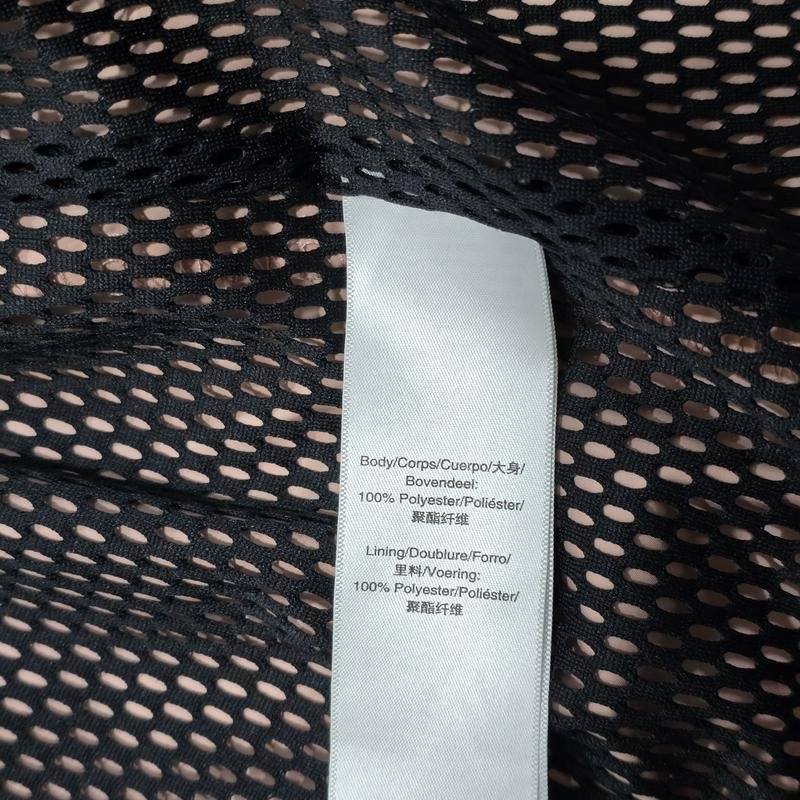 Body/Corps/Cuerpo/大身/
Bovendeel:
100% Polyester/Poliéster/
聚酯纤维
Lining/Doublure/Forro/
里料/Voering:
100% Polyester/Poliéster/
聚酯纤维